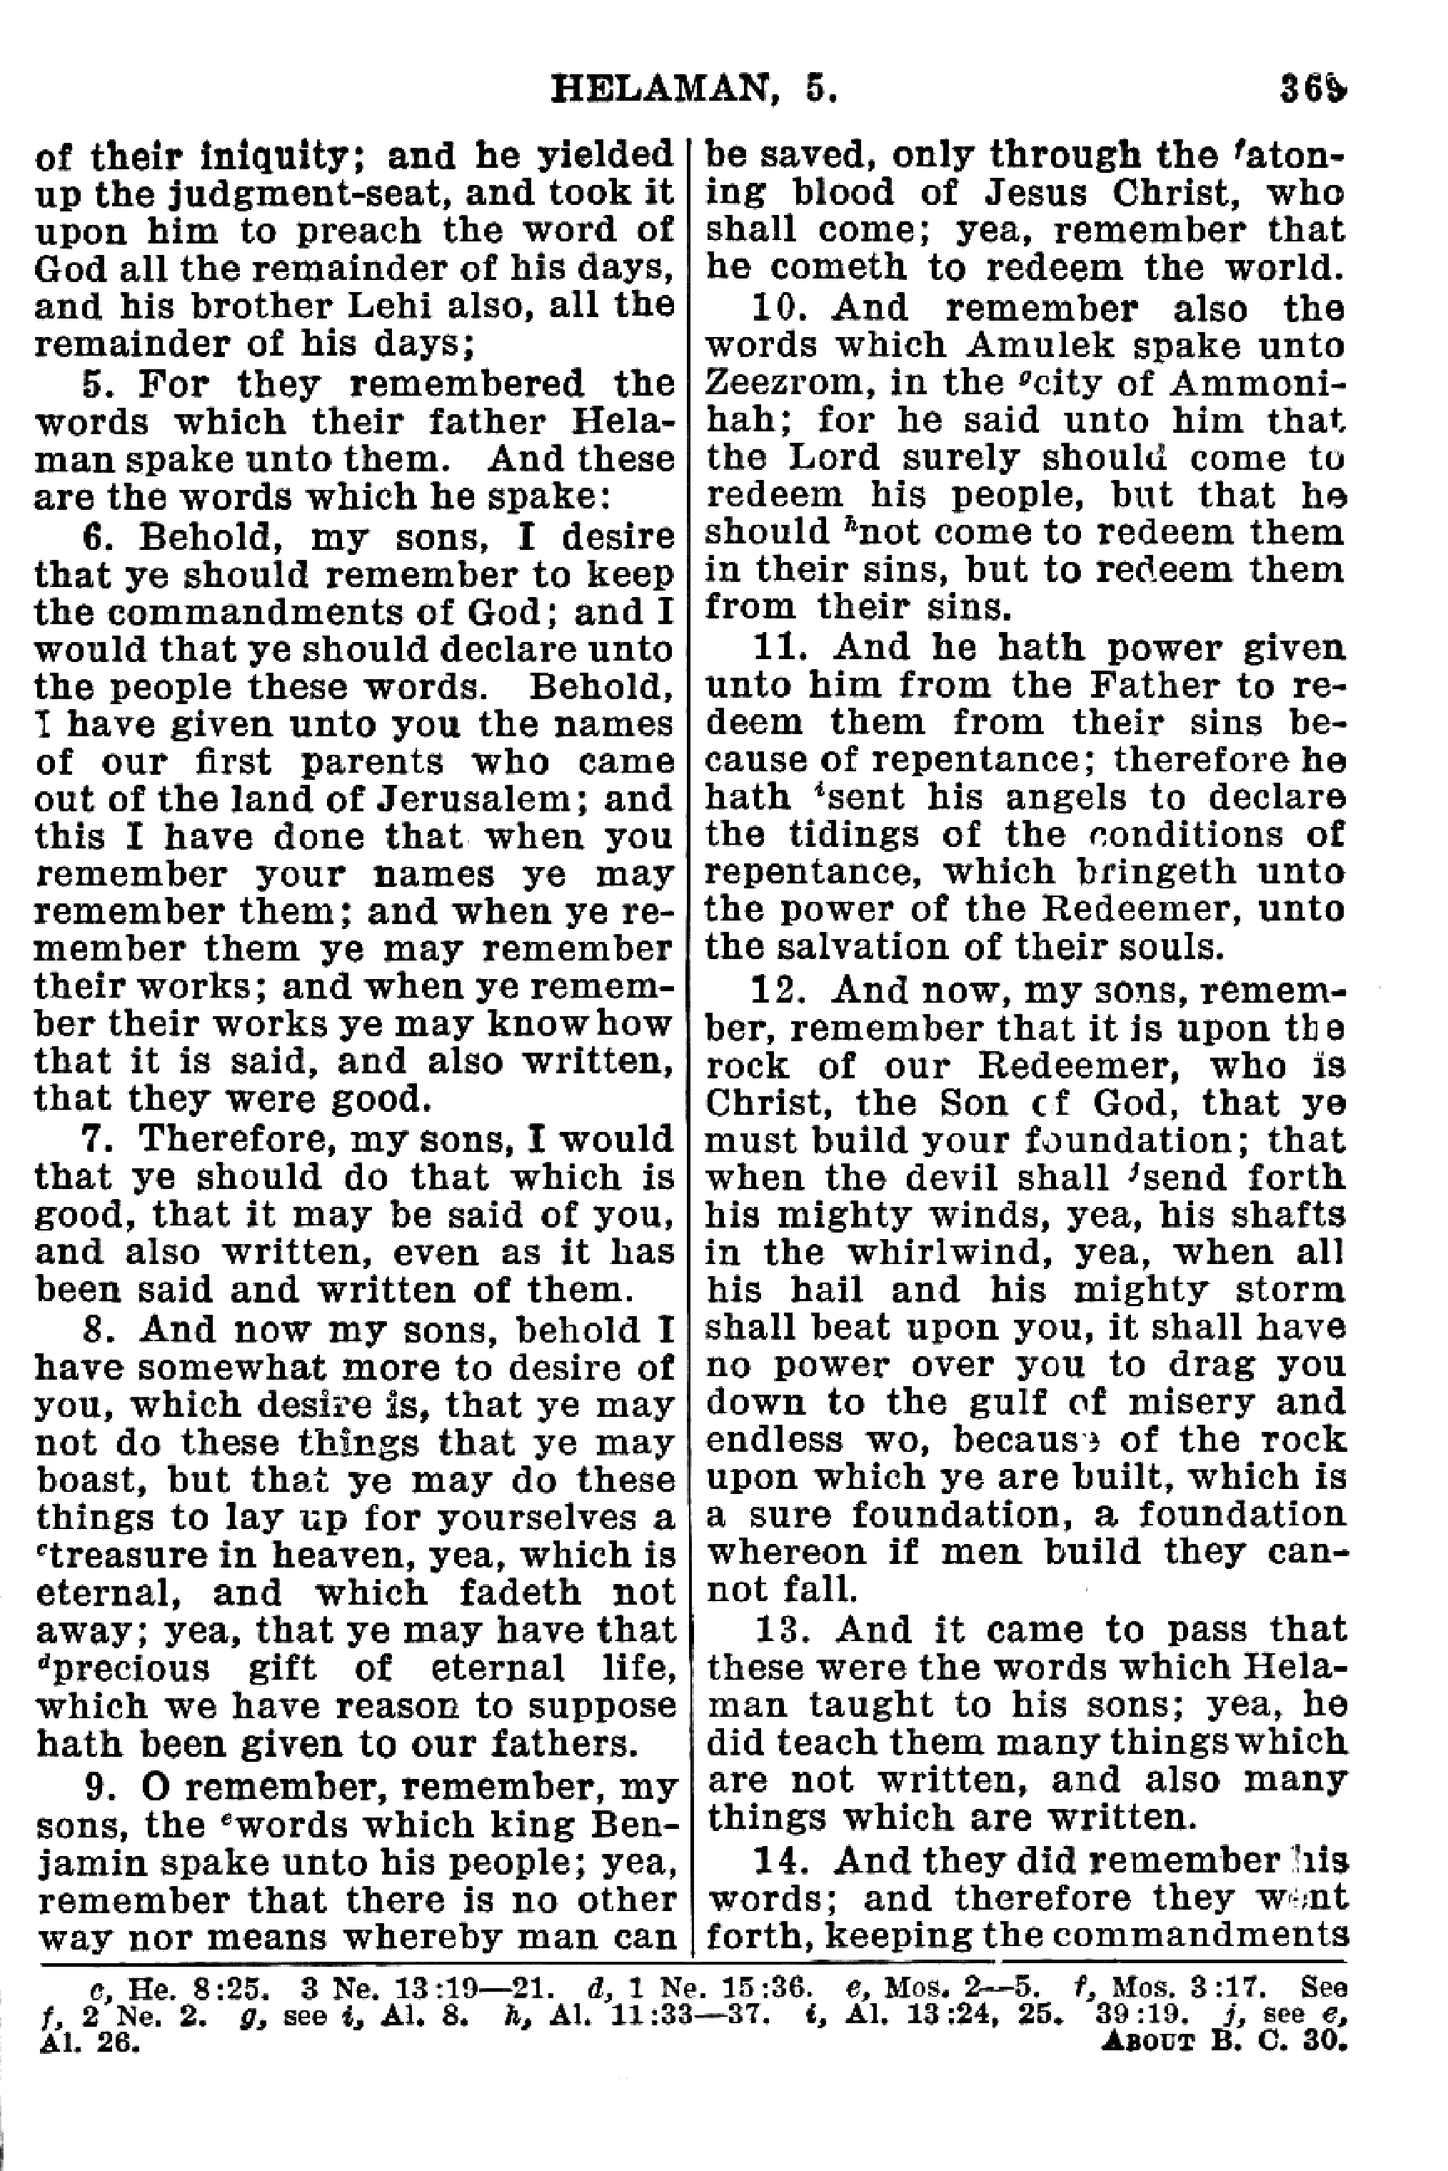 HELAMAN, 5.
369
of their iniquity; and he yielded
up the judgment-seat, and took it
upon him to preach the word of
God all the remainder of his days,
and his brother Lehi also, all the
remainder of his days;
5. For they remembered the
words which their father Hela-
man spake unto them. And these
are the words which he spake:
6. Behold, my sons, I desire
that ye should remember to keep
the commandments of God; and I
would that ye should declare unto
the people these words. Behold,
I have given unto you the names
of our first parents who came
out of the land of Jerusalem; and
this I have done that when you
remember your names ye may
remember them; and when ye re-
member them ye may remember
their works; and when ye remem-
ber their works ye may know how
that it is said, and also written,
that they were good.
7. Therefore, my sons, I would
that ye should do that which is
good, that it may be said of you,
and also written, even as it has
been said and written of them.
8. And now my sons, behold I
have somewhat more to desire of
you, which desire is, that ye may
not do these things that ye may
boast, but that ye may do these
things to lay up for yourselves a
ctreasure in heaven, yea, which is
eternal, and which fadeth not
away; yea, that ye may have that
dprecious gift of eternal life,
which we have reason to suppose
hath been given to our fathers.
9. O remember, remember, my
sons, the ewords which king Ben-
jamin spake unto his people; yea,
remember that there is no other
way nor means whereby man can
be saved, only through the faton-
ing blood of Jesus Christ, who
shall come; yea, remember that
he cometh to redeem the world.
10. And remember also the
words which Amulek spake unto
Zeezrom, in the gcity of Ammoni-
hah; for he said unto him that
the Lord surely should come to
redeem his people, but that he
should hnot come to redeem them
in their sins, but to redeem them
from their sins.
11. And he hath power given
unto him from the Father to re-
deem them from their sins be-
cause of repentance; therefore he
hath isent his angels to declare
the tidings of the conditions of
repentance, which bringeth unto
the power of the Redeemer, unto
the salvation of their souls.
12. And now, my sons, remem-
ber, remember that it is upon the
rock of our Redeemer, who is
Christ, the Son of God, that ye
must build your foundation; that
when the devil shall jsend forth
his mighty winds, yea, his shafts
in the whirlwind, yea, when all
his hail and his mighty storm
shall beat upon you, it shall have
no power over you to drag you
down to the gulf of misery and
endless wo, because of the rock
upon which ye are built, which is
a sure foundation, a foundation
whereon if men build they can-
not fall.
13. And it came to pass that
these were the words which Hela-
man taught to his sons; yea, he
did teach them many things which
are not written, and also many
things which are written.
14. And they did remember his
words; and therefore they went
forth, keeping the commandments
c, He. 8:25. 3 Ne. 13:19—21. d, 1 Ne. 15:36. e, Mos. 2—5. f, Mos. 3:17. See
f, 2 Ne. 2. g, see i, Al. 8. h, Al. 11:33—37. i, Al. 13:24, 25. 39:19. j, see e,
Al. 26.
ABOUT B. C. 30.